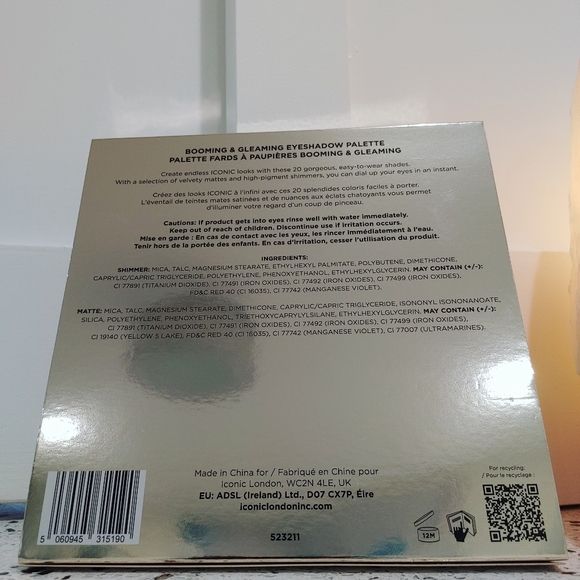 BOOMING & GLEAMING EYESHADOW PALETTE
PALETTE FARDS À PAUPIÈRES BOOMING & GLEAMING
Create endless ICONIC looks with these 20 gorgeous, easy-to-wear shades.
With a selection of velvety mattes and high-pigment shimmers, you can dial up your eyes in an instant.
Créez des looks ICONIC à l'infini avec ces 20 splendides coloris faciles à porter.
L'éventail de teintes mates satinées et de nuances aux éclats chatoyants vous permet
d'illuminer votre regard d'un coup de pinceau.
Cautions: If product gets into eyes rinse well with water immediately.
Keep out of reach of children. Discontinue use if irritation occurs.
Mise en garde : En cas de contact avec les yeux, les rincer immédiatement à l'eau.
Tenir hors de la portée des enfants. En cas d'irritation, cesser l'utilisation du produit.
INGREDIENTS:
SHIMMER: MICA, TALC, MAGNESIUM STEARATE, ETHYLHEXYL PALMITATE, POLYBUTENE, DIMETHICONE,
CAPRYLIC/CAPRIC TRIGLYCERIDE, POLYETHYLENE, PHENOXYETHANOL, ETHYLHEXYLGLYCERIN. MAY CONTAIN (+/-):
CI 77891 (TITANIUM DIOXIDE), CI 77491 (IRON OXIDES), CI 77492 (IRON OXIDES), CI 77499 (IRON OXIDES),
FD&C RED 40 (CI 16035), CI 77742 (MANGANESE VIOLET).
MATTE: MICA, TALC, MAGNESIUM STEARATE, DIMETHICONE, CAPRYLIC/CAPRIC TRIGLYCERIDE, ISONONYL ISONONANOATE,
SILICA, POLYETHYLENE, PHENOXYETHANOL, TRIETHOXYCAPRYLYLSILANE, ETHYLHEXYLGLYCERIN. MAY CONTAIN (+/-):
CI 77891 (TITANIUM DIOXIDE), CI 77491 (IRON OXIDES), CI 77492 (IRON OXIDES), CI 77499 (IRON OXIDES),
CI 19140 (YELLOW 5 LAKE), FD&C RED 40 (CI 16035), CI 77742 (MANGANESE VIOLET), CI 77007 (ULTRAMARINES).
Made in China for / Fabriqué en Chine pour
Iconic London, WC2N 4LE, UK
EU: ADSL (Ireland) Ltd., D07 CX7P, Éire
iconiclondoninc.com
523211
5 060945 315190
12M
For recycling:
/ Pour le recyclage :